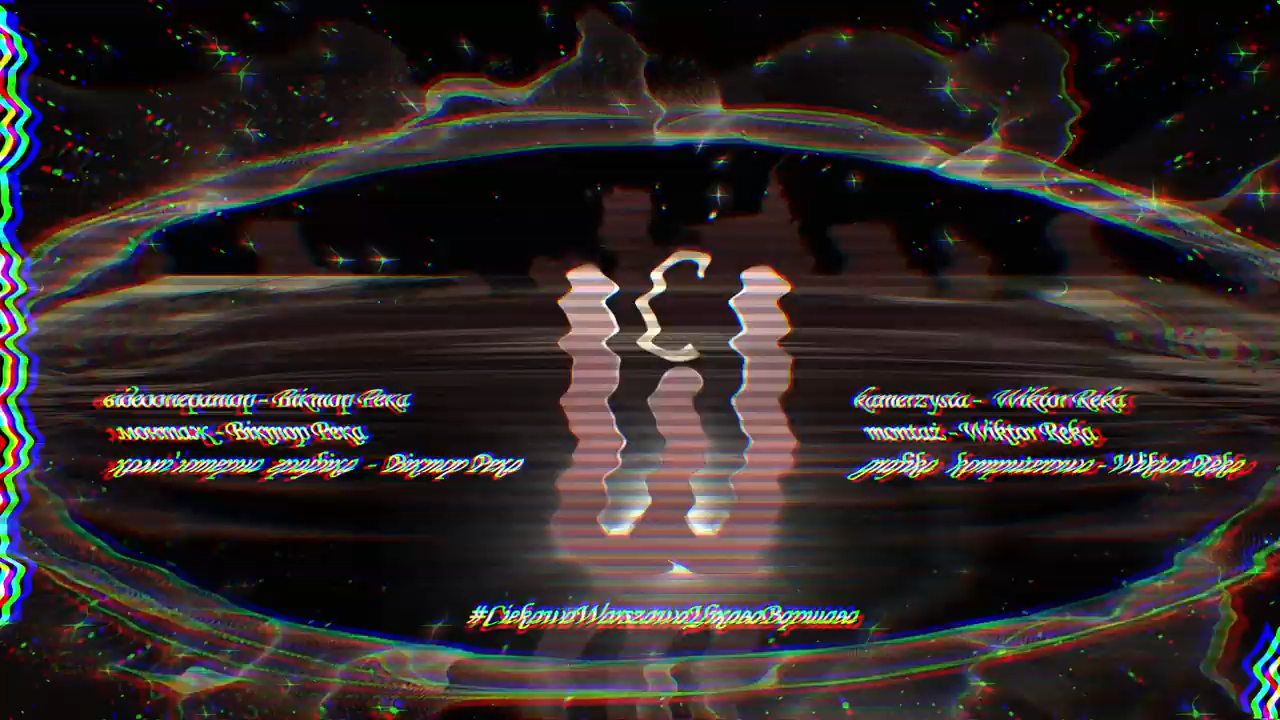 відеооператор - Віктор Река
монтаж - Віктор Река
комп'ютерна графіка - Віктор Река
kamerzysta - Wiktor Reka
montaż - Wiktor Reka
grafika komputerowa - Wiktor Reka
#CiekawaWarszawaЦікаваВаршава